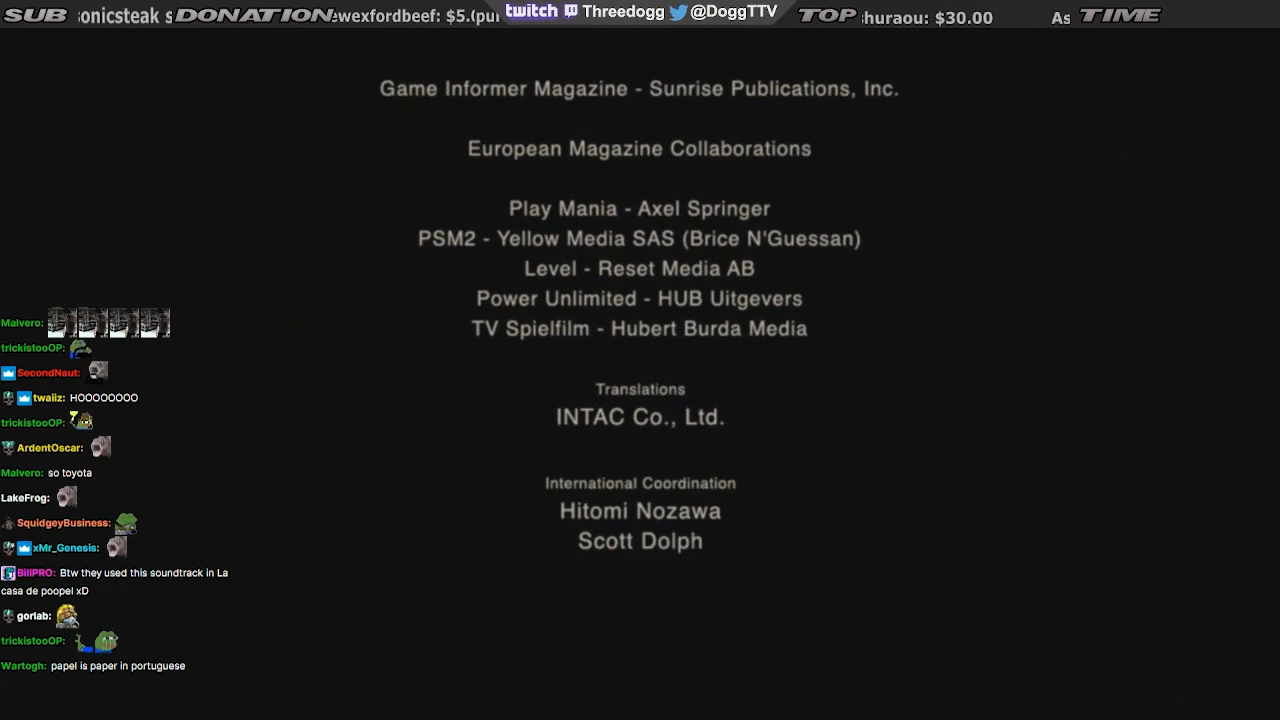 SUB sonicsteak s DONATION wexfordbeef: $5.(pui twitch Threedogg @DoggTTV TOP huraou: $30.00 As TIME
Game Informer Magazine - Sunrise Publications, Inc.
European Magazine Collaborations
Play Mania - Axel Springer
PSM2 - Yellow Media SAS (Brice N'Guessan)
Level - Reset Media AB
Power Unlimited - HUB Uitgevers
TV Spielfilm - Hubert Burda Media
Translations
INTAC Co., Ltd.
International Coordination
Hitomi Nozawa
Scott Dolph
Malvero:
trickistooOP:
SecondNaut:
twaiiz: HOOOOOOOO
trickistooOP:
ArdentOscar:
Malvero: so toyota
LakeFrog:
SquidgeyBusiness:
xMr_Genesis:
BillPRO: Btw they used this soundtrack in La
casa de poopel xD
gorlab:
trickistooOP:
Wartogh: papel is paper in portuguese